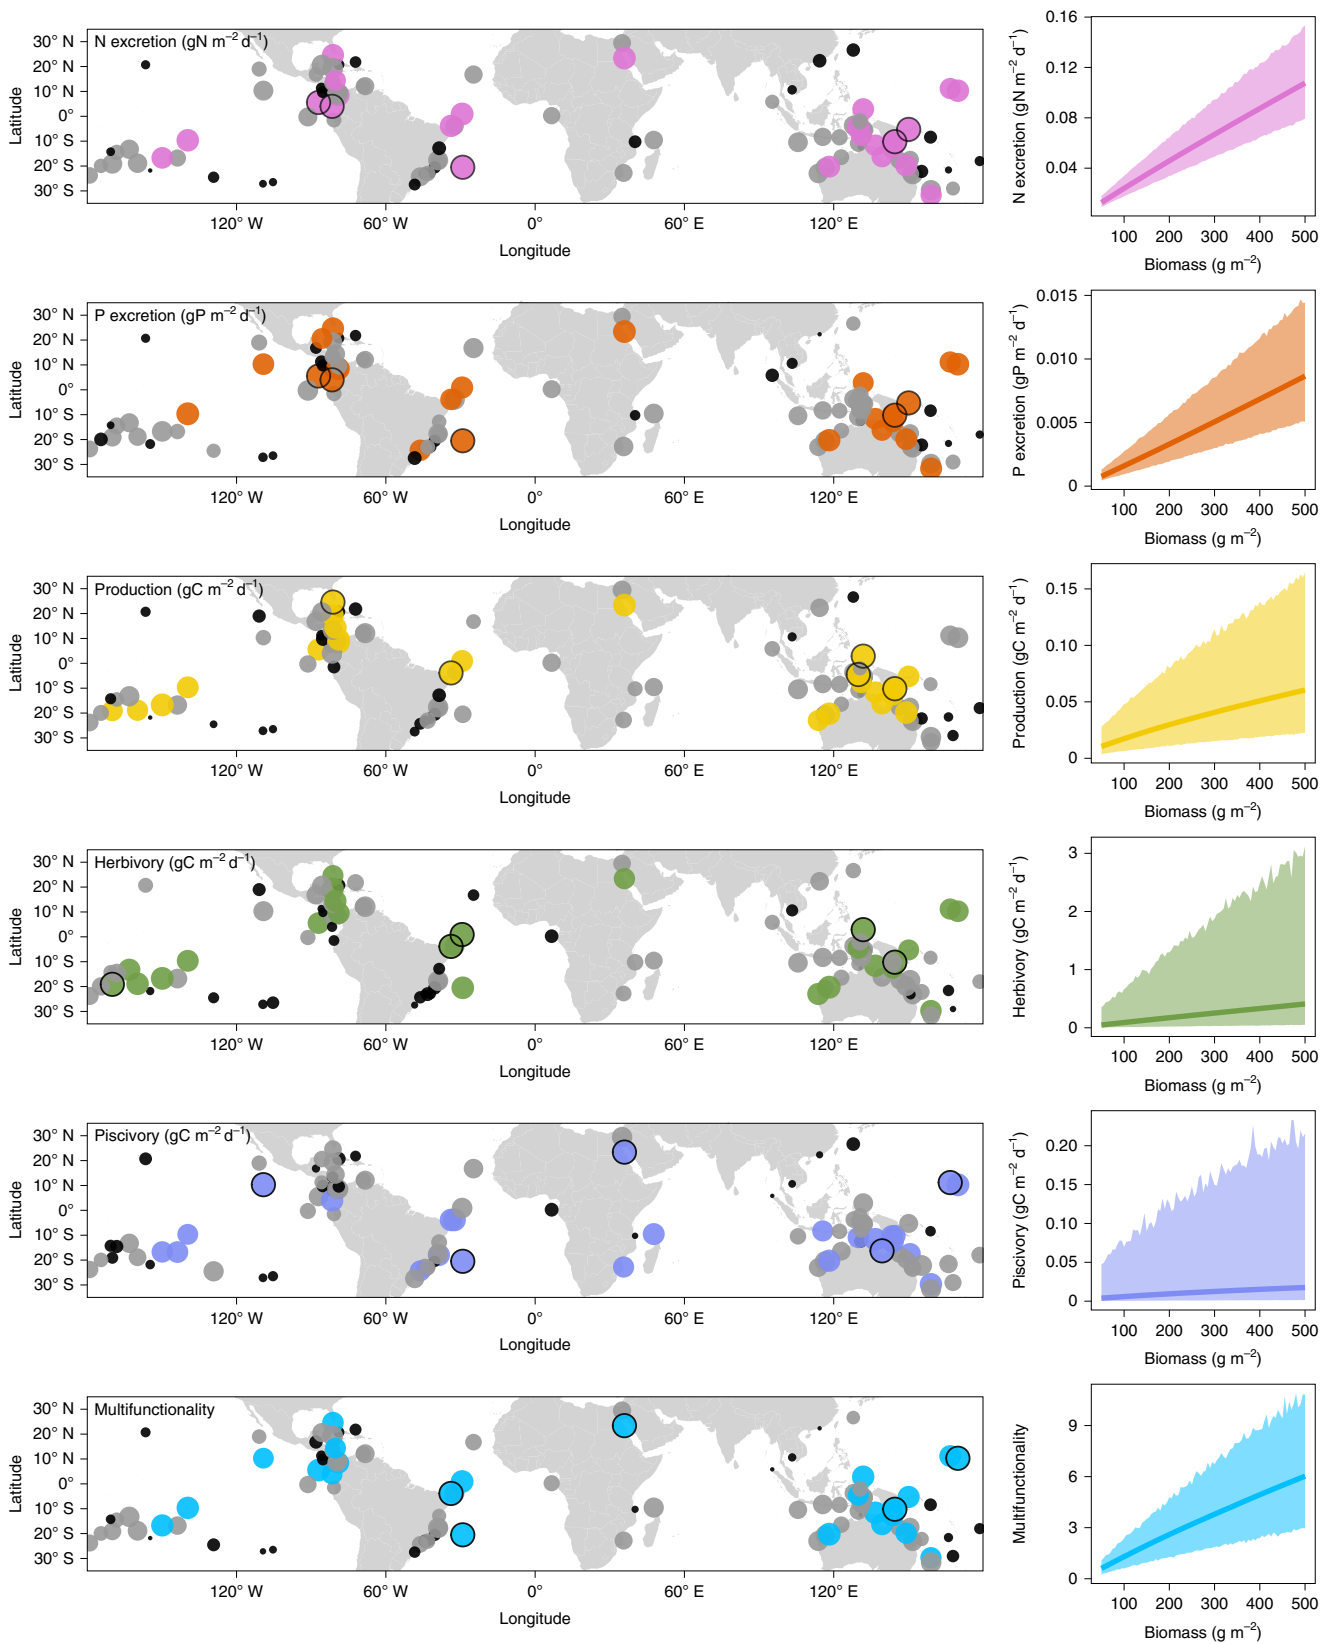 N excretion (gN m⁻² d⁻¹)
30° N
20° N
10° N
0°
10° S
20° S
30° S
Latitude
120° W 60° W 0° 60° E 120° E
Longitude
0.16
0.12
0.08
0.04
N excretion (gN m⁻² d⁻¹)
100 200 300 400 500
Biomass (g m⁻²)
P excretion (gP m⁻² d⁻¹)
30° N
20° N
10° N
0°
10° S
20° S
30° S
Latitude
120° W 60° W 0° 60° E 120° E
Longitude
0.015
0.010
0.005
0
P excretion (gP m⁻² d⁻¹)
100 200 300 400 500
Biomass (g m⁻²)
Production (gC m⁻² d⁻¹)
30° N
20° N
10° N
0°
10° S
20° S
30° S
Latitude
120° W 60° W 0° 60° E 120° E
Longitude
0.15
0.10
0.05
0
Production (gC m⁻² d⁻¹)
100 200 300 400 500
Biomass (g m⁻²)
Herbivory (gC m⁻² d⁻¹)
30° N
20° N
10° N
0°
10° S
20° S
30° S
Latitude
120° W 60° W 0° 60° E 120° E
Longitude
3
2
1
0
Herbivory (gC m⁻² d⁻¹)
100 200 300 400 500
Biomass (g m⁻²)
Piscivory (gC m⁻² d⁻¹)
30° N
20° N
10° N
0°
10° S
20° S
30° S
Latitude
120° W 60° W 0° 60° E 120° E
Longitude
0.20
0.15
0.10
0.05
0
Piscivory (gC m⁻² d⁻¹)
100 200 300 400 500
Biomass (g m⁻²)
Multifunctionality
30° N
20° N
10° N
0°
10° S
20° S
30° S
Latitude
120° W 60° W 0° 60° E 120° E
Longitude
9
6
3
0
Multifunctionality
100 200 300 400 500
Biomass (g m⁻²)